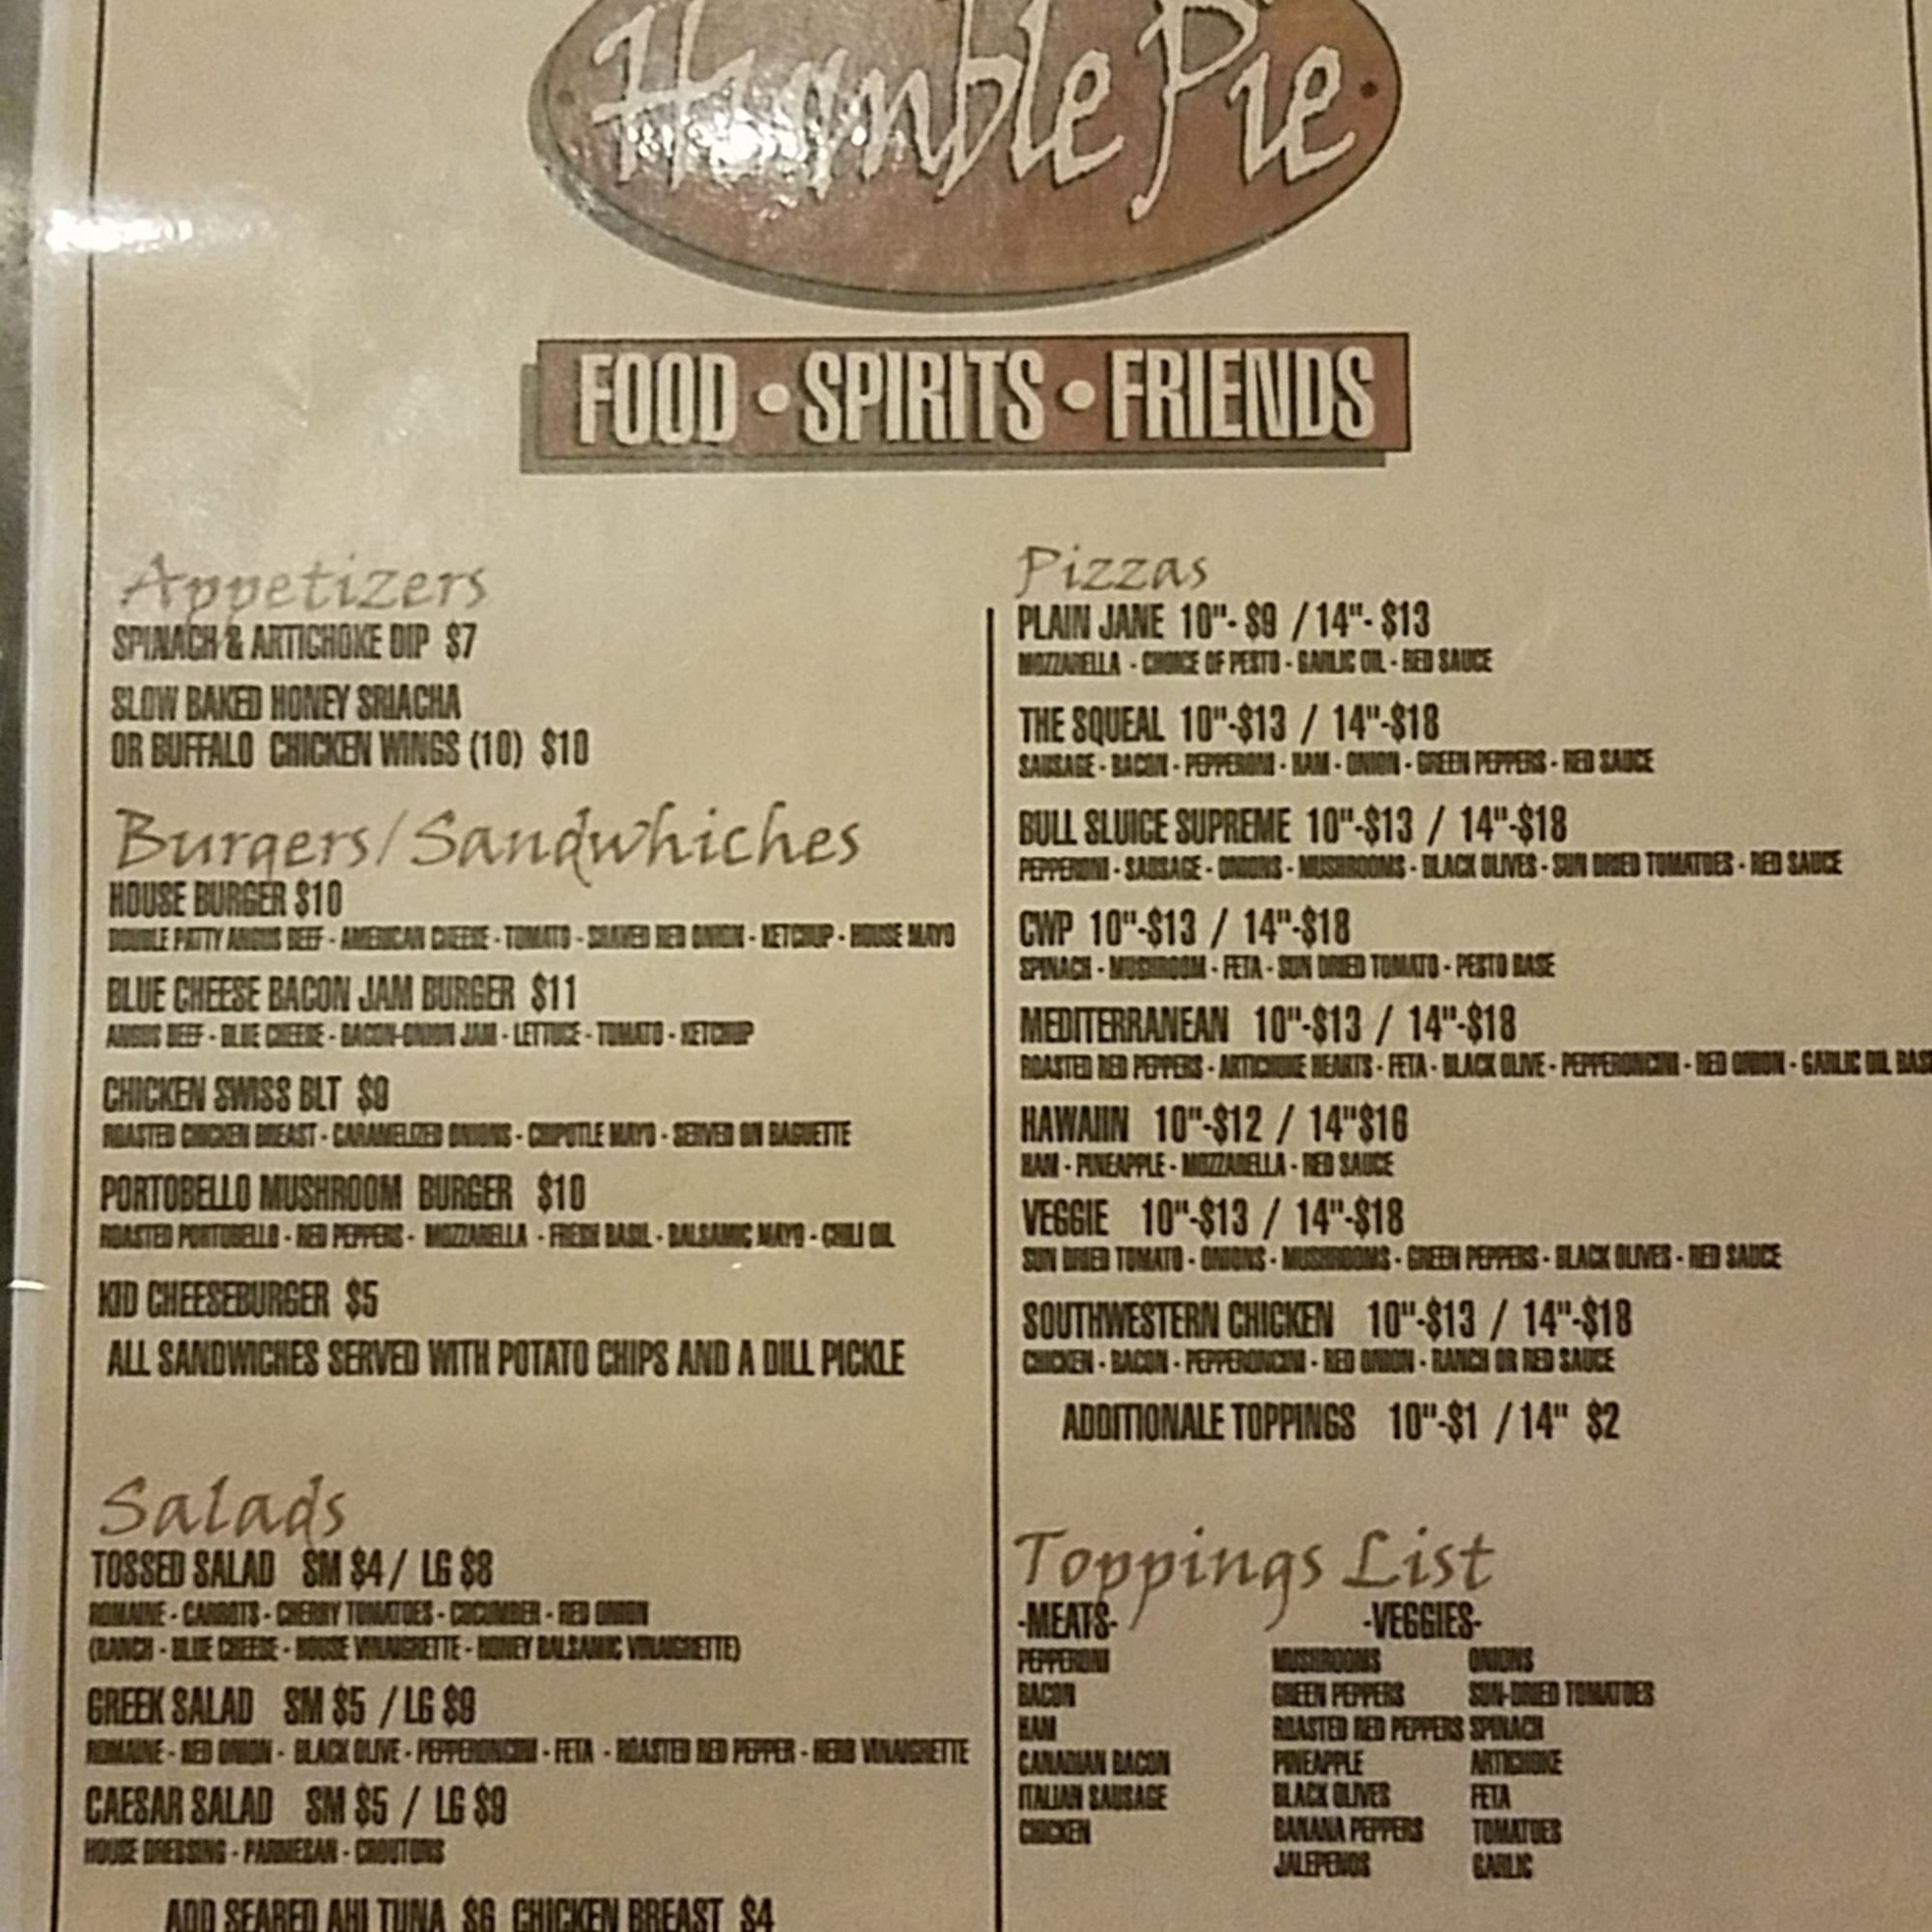 Humble Pie
FOOD • SPIRITS • FRIENDS
Appetizers
SPINACH & ARTICHOKE DIP $7
SLOW BAKED HONEY SRIACHA
OR BUFFALO CHICKEN WINGS (10) $10
Burgers/Sandwhiches
HOUSE BURGER $10
DOUBLE PATTY ANGUS BEEF - AMERICAN CHEESE - TOMATO - SHAVED RED ONION - KETCHUP - HOUSE MAYO
BLUE CHEESE BACON JAM BURGER $11
ANGUS BEEF - BLUE CHEESE - BACON-ONION JAM - LETTUCE - TOMATO - KETCHUP
CHICKEN SWISS BLT $9
ROASTED CHICKEN BREAST - CARAMELIZED ONIONS - CHIPOTLE MAYO - SERVED ON BAGUETTE
PORTOBELLO MUSHROOM BURGER $10
ROASTED PORTOBELLO - RED PEPPERS - MOZZARELLA - FRESH BASIL - BALSAMIC MAYO - CHILI OIL
KID CHEESEBURGER $5
ALL SANDWICHES SERVED WITH POTATO CHIPS AND A DILL PICKLE
Salads
TOSSED SALAD SM $4 / LG $8
ROMAINE - CARROTS - CHERRY TOMATOES - CUCUMBER - RED ONION
(RANCH - BLUE CHEESE - HOUSE VINAIGRETTE - HONEY BALSAMIC VINAIGRETTE)
GREEK SALAD SM $5 / LG $9
ROMAINE - RED ONION - BLACK OLIVE - PEPPERONCINI - FETA - ROASTED RED PEPPER - HERB VINAIGRETTE
CAESAR SALAD SM $5 / LG $9
HOUSE DRESSING - PARMESAN - CROUTONS
ADD SEARED AHI TUNA $6 CHICKEN BREAST $4
Pizzas
PLAIN JANE 10"- $9 / 14"- $13
MOZZARELLA - CHOICE OF PESTO - GARLIC OIL - RED SAUCE
THE SQUEAL 10"-$13 / 14"-$18
SAUSAGE - BACON - PEPPERONI - HAM - ONION - GREEN PEPPERS - RED SAUCE
BULL SLUICE SUPREME 10"-$13 / 14"-$18
PEPPERONI - SAUSAGE - ONIONS - MUSHROOMS - BLACK OLIVES - SUN DRIED TOMATOES - RED SAUCE
CWP 10"-$13 / 14"-$18
SPINACH - MUSHROOM - FETA - SUN DRIED TOMATO - PESTO BASE
MEDITERRANEAN 10"-$13 / 14"-$18
ROASTED RED PEPPERS - ARTICHOKE HEARTS - FETA - BLACK OLIVE - PEPPERONCINI - RED ONION - GARLIC OIL BASE
HAWAIIN 10"-$12 / 14"$16
HAM - PINEAPPLE - MOZZARELLA - RED SAUCE
VEGGIE 10"-$13 / 14"-$18
SUN DRIED TOMATO - ONIONS - MUSHROOMS - GREEN PEPPERS - BLACK OLIVES - RED SAUCE
SOUTHWESTERN CHICKEN 10"-$13 / 14"-$18
CHICKEN - BACON - PEPPERONCINI - RED ONION - RANCH OR RED SAUCE
ADDITIONALE TOPPINGS 10"-$1 / 14" $2
Toppings List
-MEATS- -VEGGIES-
PEPPERONI MUSHROOMS ONIONS
BACON GREEN PEPPERS SUN-DRIED TOMATOES
HAM ROASTED RED PEPPERS SPINACH
CANADIAN BACON PINEAPPLE ARTICHOKE
ITALIAN SAUSAGE BLACK OLIVES FETA
CHICKEN BANANA PEPPERS TOMATOES
JALEPENOS GARLIC